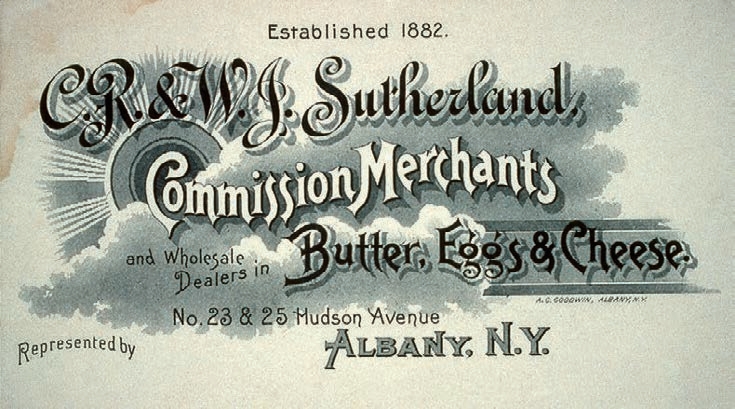 Established 1882.
C.R. & W.J. Sutherland,
Commission Merchants
and Wholesale
Dealers in
Butter, Eggs & Cheese.
A.C. GOODWIN, ALBANY, N.Y.
No. 23 & 25 Hudson Avenue
Represented by
ALBANY, N.Y.